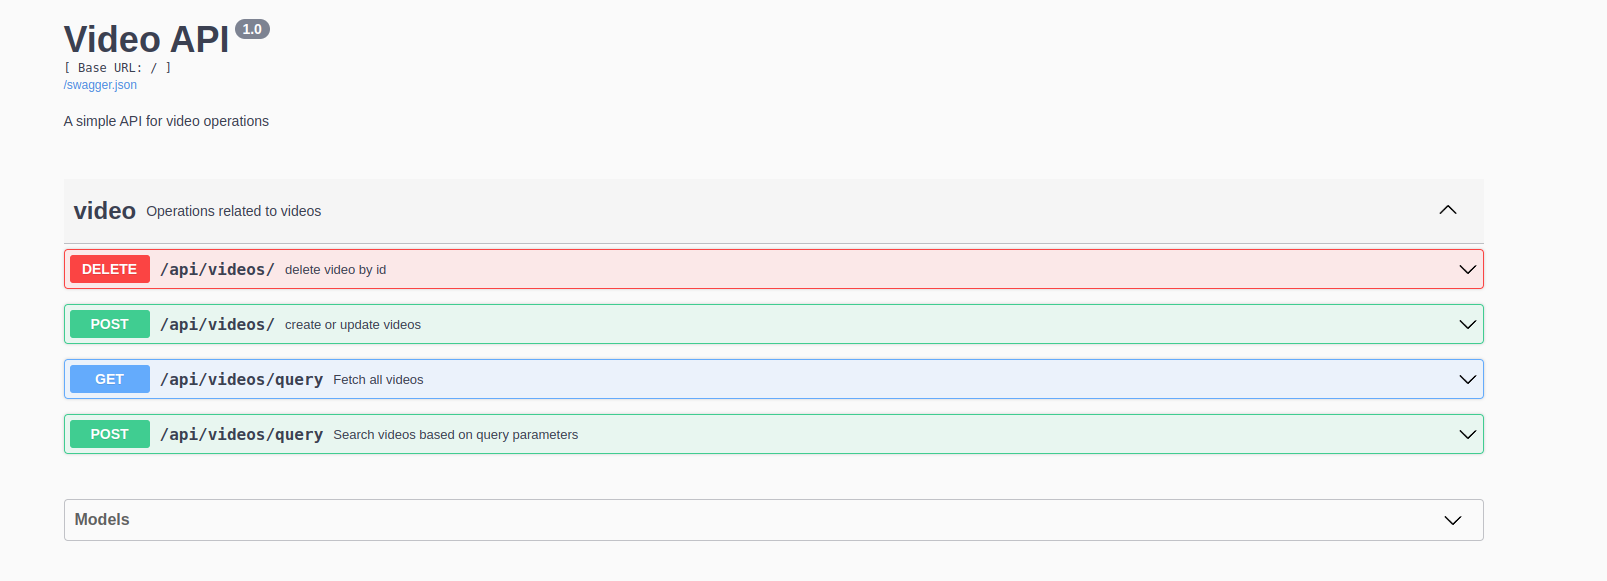 Video API 1.0
[ Base URL: / ]
/swagger.json
A simple API for video operations
video Operations related to videos
DELETE /api/videos/ delete video by id
POST /api/videos/ create or update videos
GET /api/videos/query Fetch all videos
POST /api/videos/query Search videos based on query parameters
Models